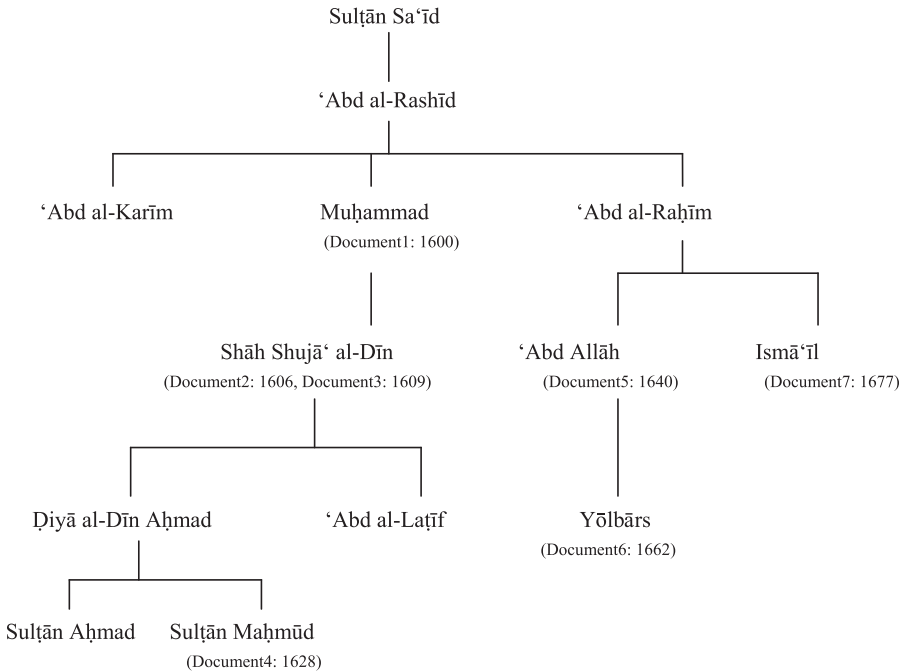 Sulṭān Sa‘īd
‘Abd al-Rashīd
‘Abd al-Karīm Muḥammad ‘Abd al-Raḥīm
(Document1: 1600)
Shāh Shujā‘ al-Dīn ‘Abd Allāh Ismā‘īl
(Document2: 1606, Document3: 1609) (Document5: 1640) (Document7: 1677)
Ḍiyā al-Dīn Aḥmad ‘Abd al-Laṭīf Yōlbārs
(Document6: 1662)
Sulṭān Aḥmad Sulṭān Maḥmūd
(Document4: 1628)